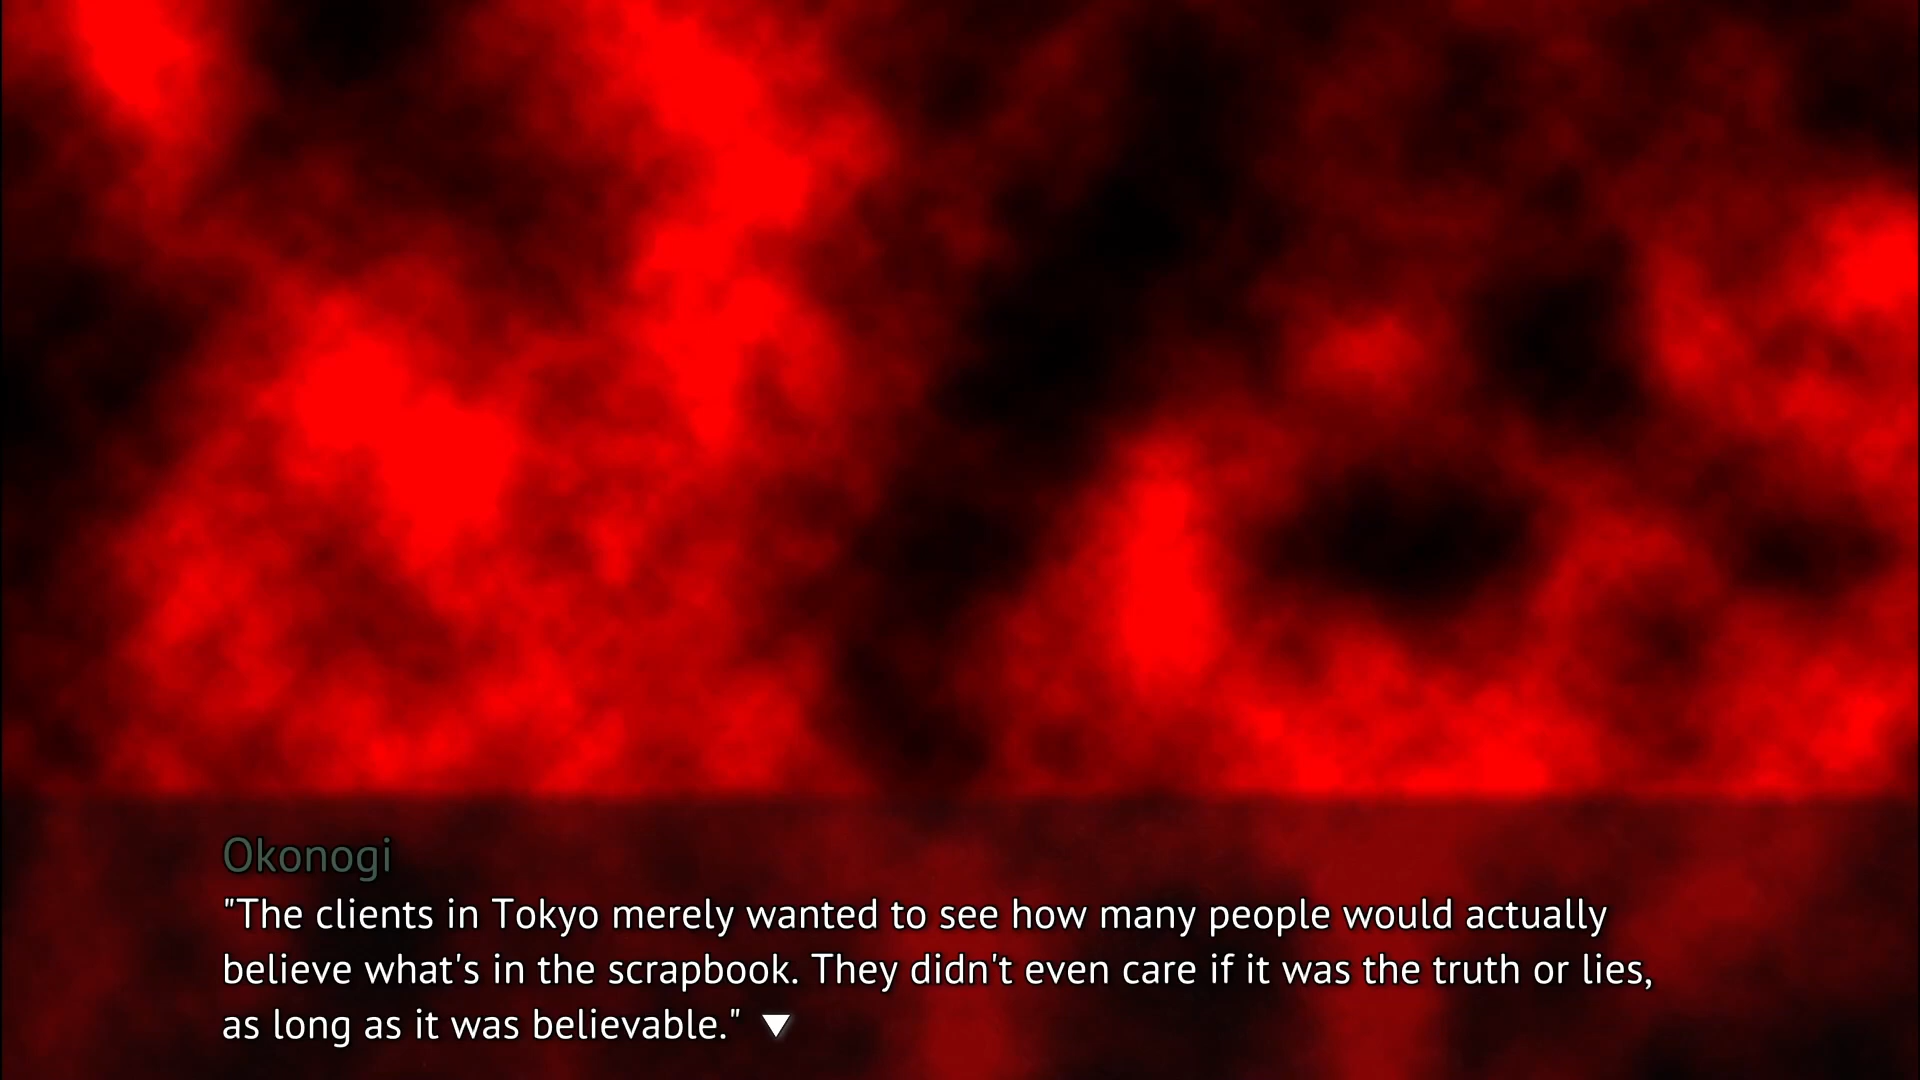 Okonogi
"The clients in Tokyo merely wanted to see how many people would actually
believe what's in the scrapbook. They didn't even care if it was the truth or lies,
as long as it was believable."